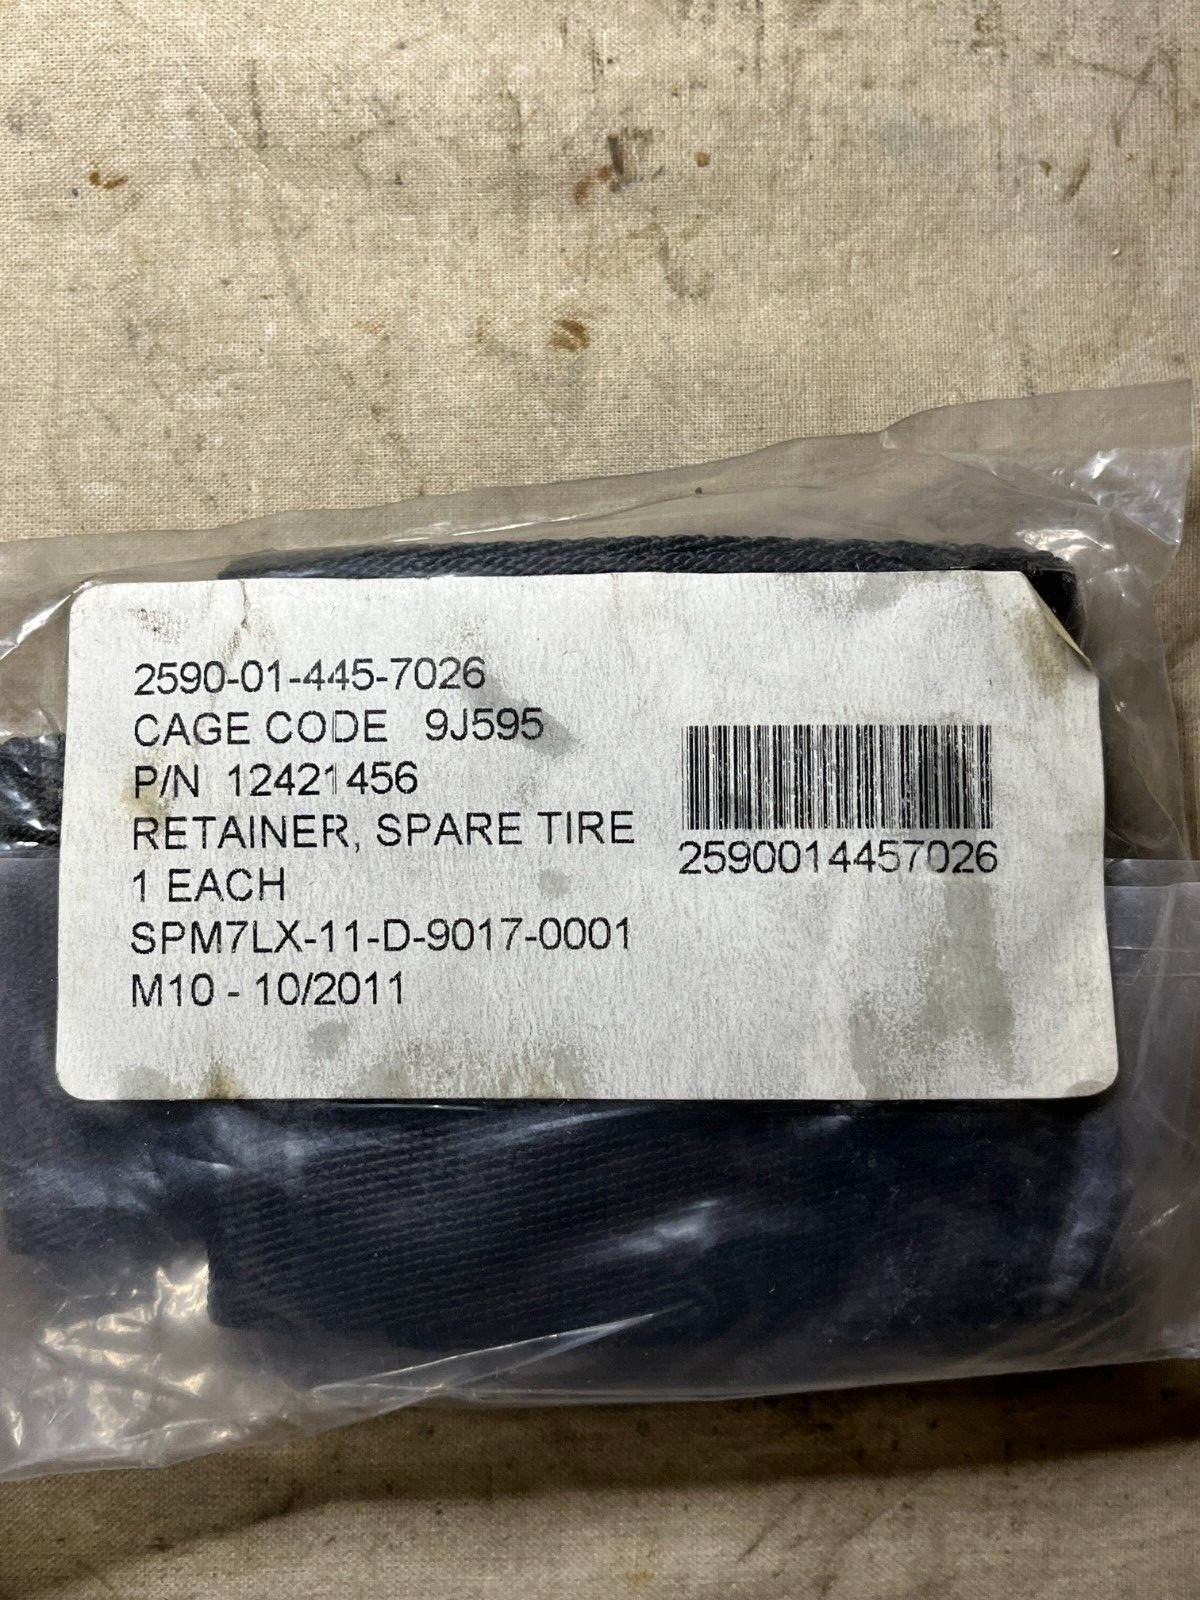 2590-01-445-7026
CAGE CODE 9J595
P/N 12421456
RETAINER, SPARE TIRE
1 EACH
SPM7LX-11-D-9017-0001
M10 - 10/2011
2590014457026